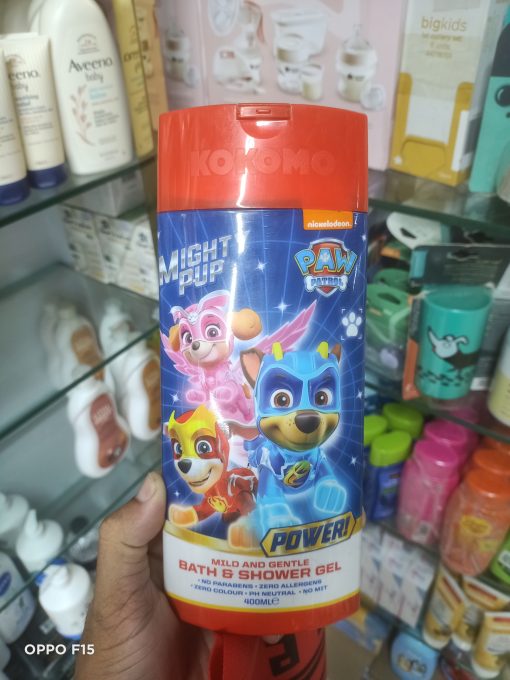 bigkids
Aveeno
Aveeno
baby
KOKOMO
nickelodeon
MIGHT
PUP
PAW
PATROL
POWER!
MILD AND GENTLE
BATH & SHOWER GEL
• NO PARABENS • ZERO ALLERGENS
• ZERO COLOUR • PH NEUTRAL • NO MIT
400ML℮
OPPO F15